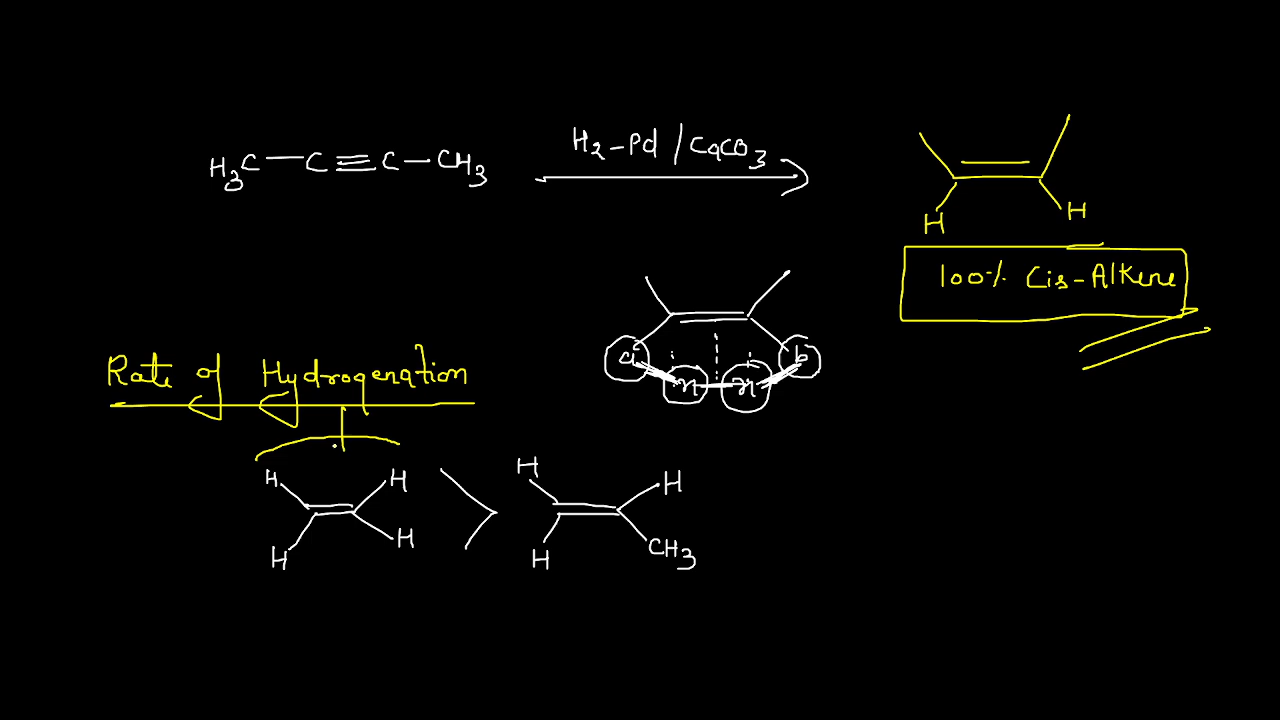 H3C — C ≡ C — CH3
H2 - Pd / CaCO3
H H
100% Cis - Alkene
Rate of Hydrogenation
H H H H > H H H CH3